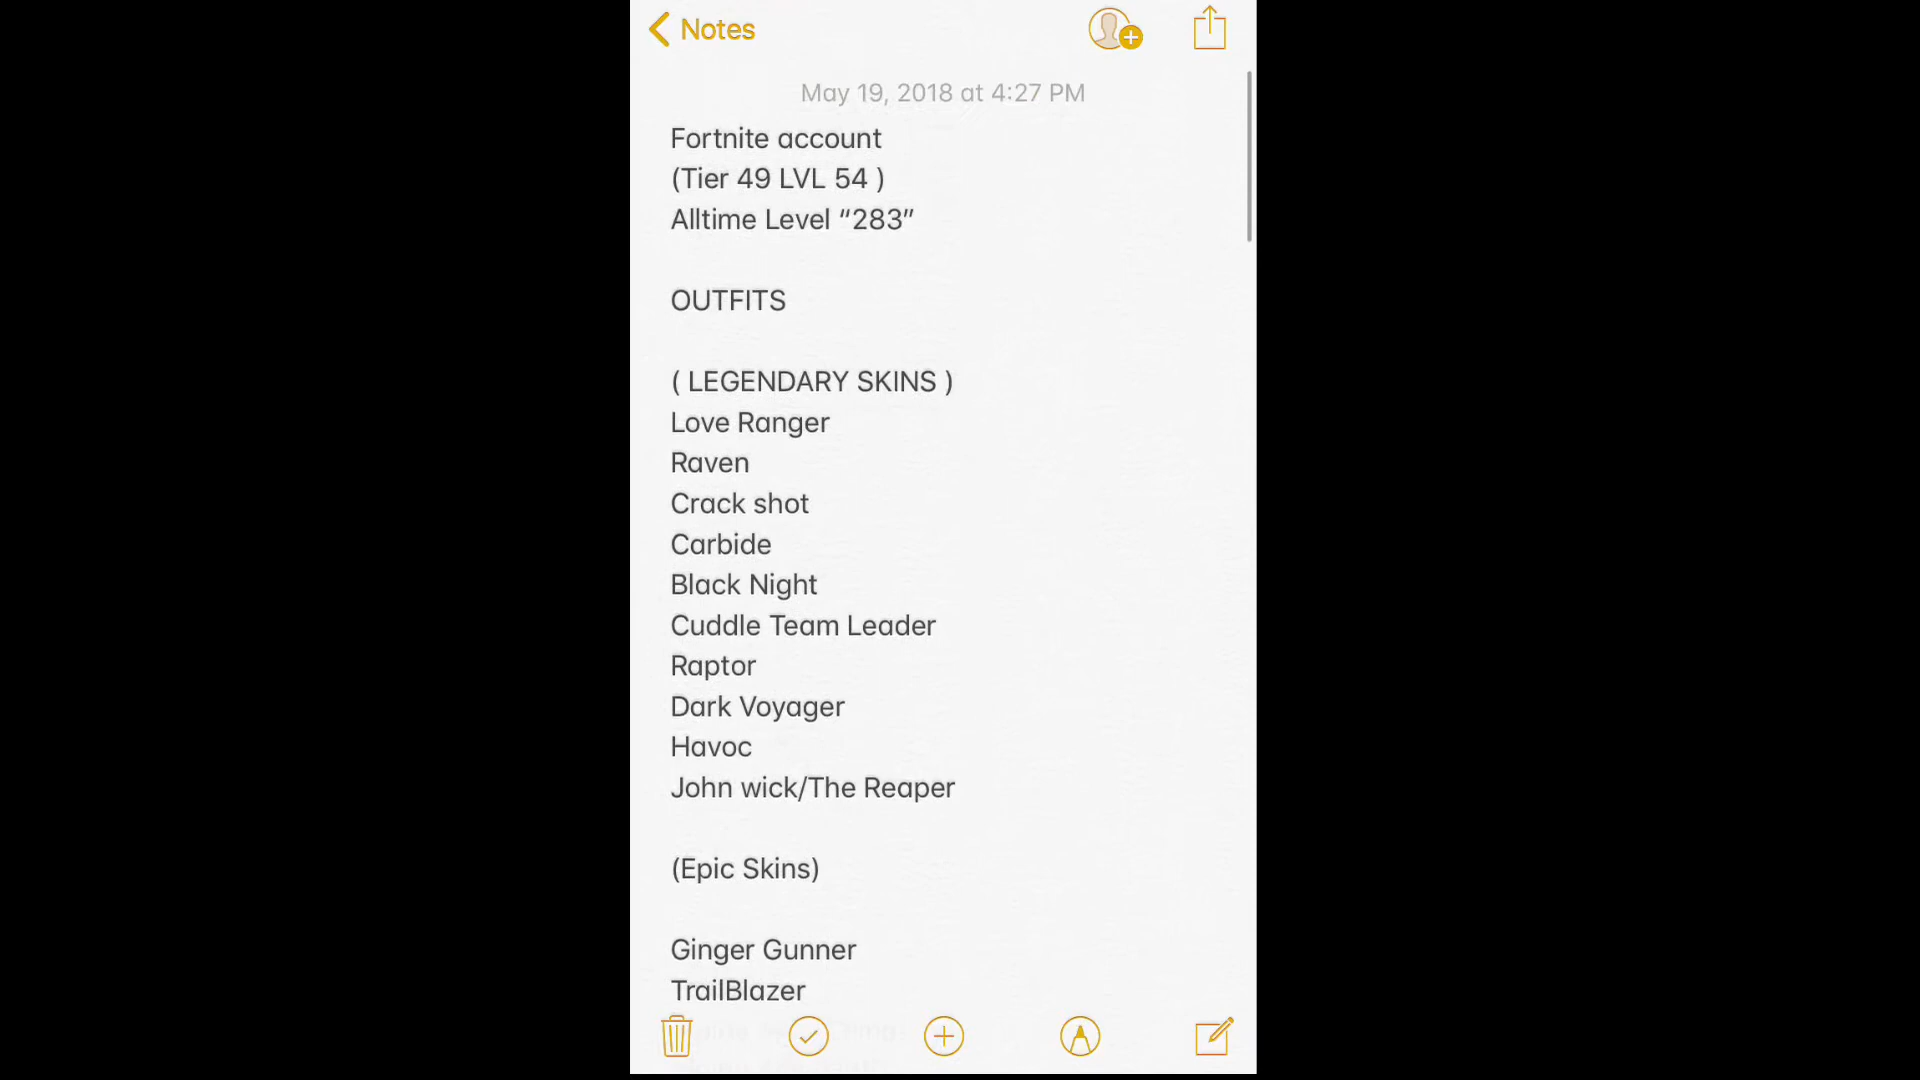 Notes
May 19, 2018 at 4:27 PM
Fortnite account
(Tier 49 LVL 54 )
Alltime Level “283”
OUTFITS
( LEGENDARY SKINS )
Love Ranger
Raven
Crack shot
Carbide
Black Night
Cuddle Team Leader
Raptor
Dark Voyager
Havoc
John wick/The Reaper
(Epic Skins)
Ginger Gunner
TrailBlazer